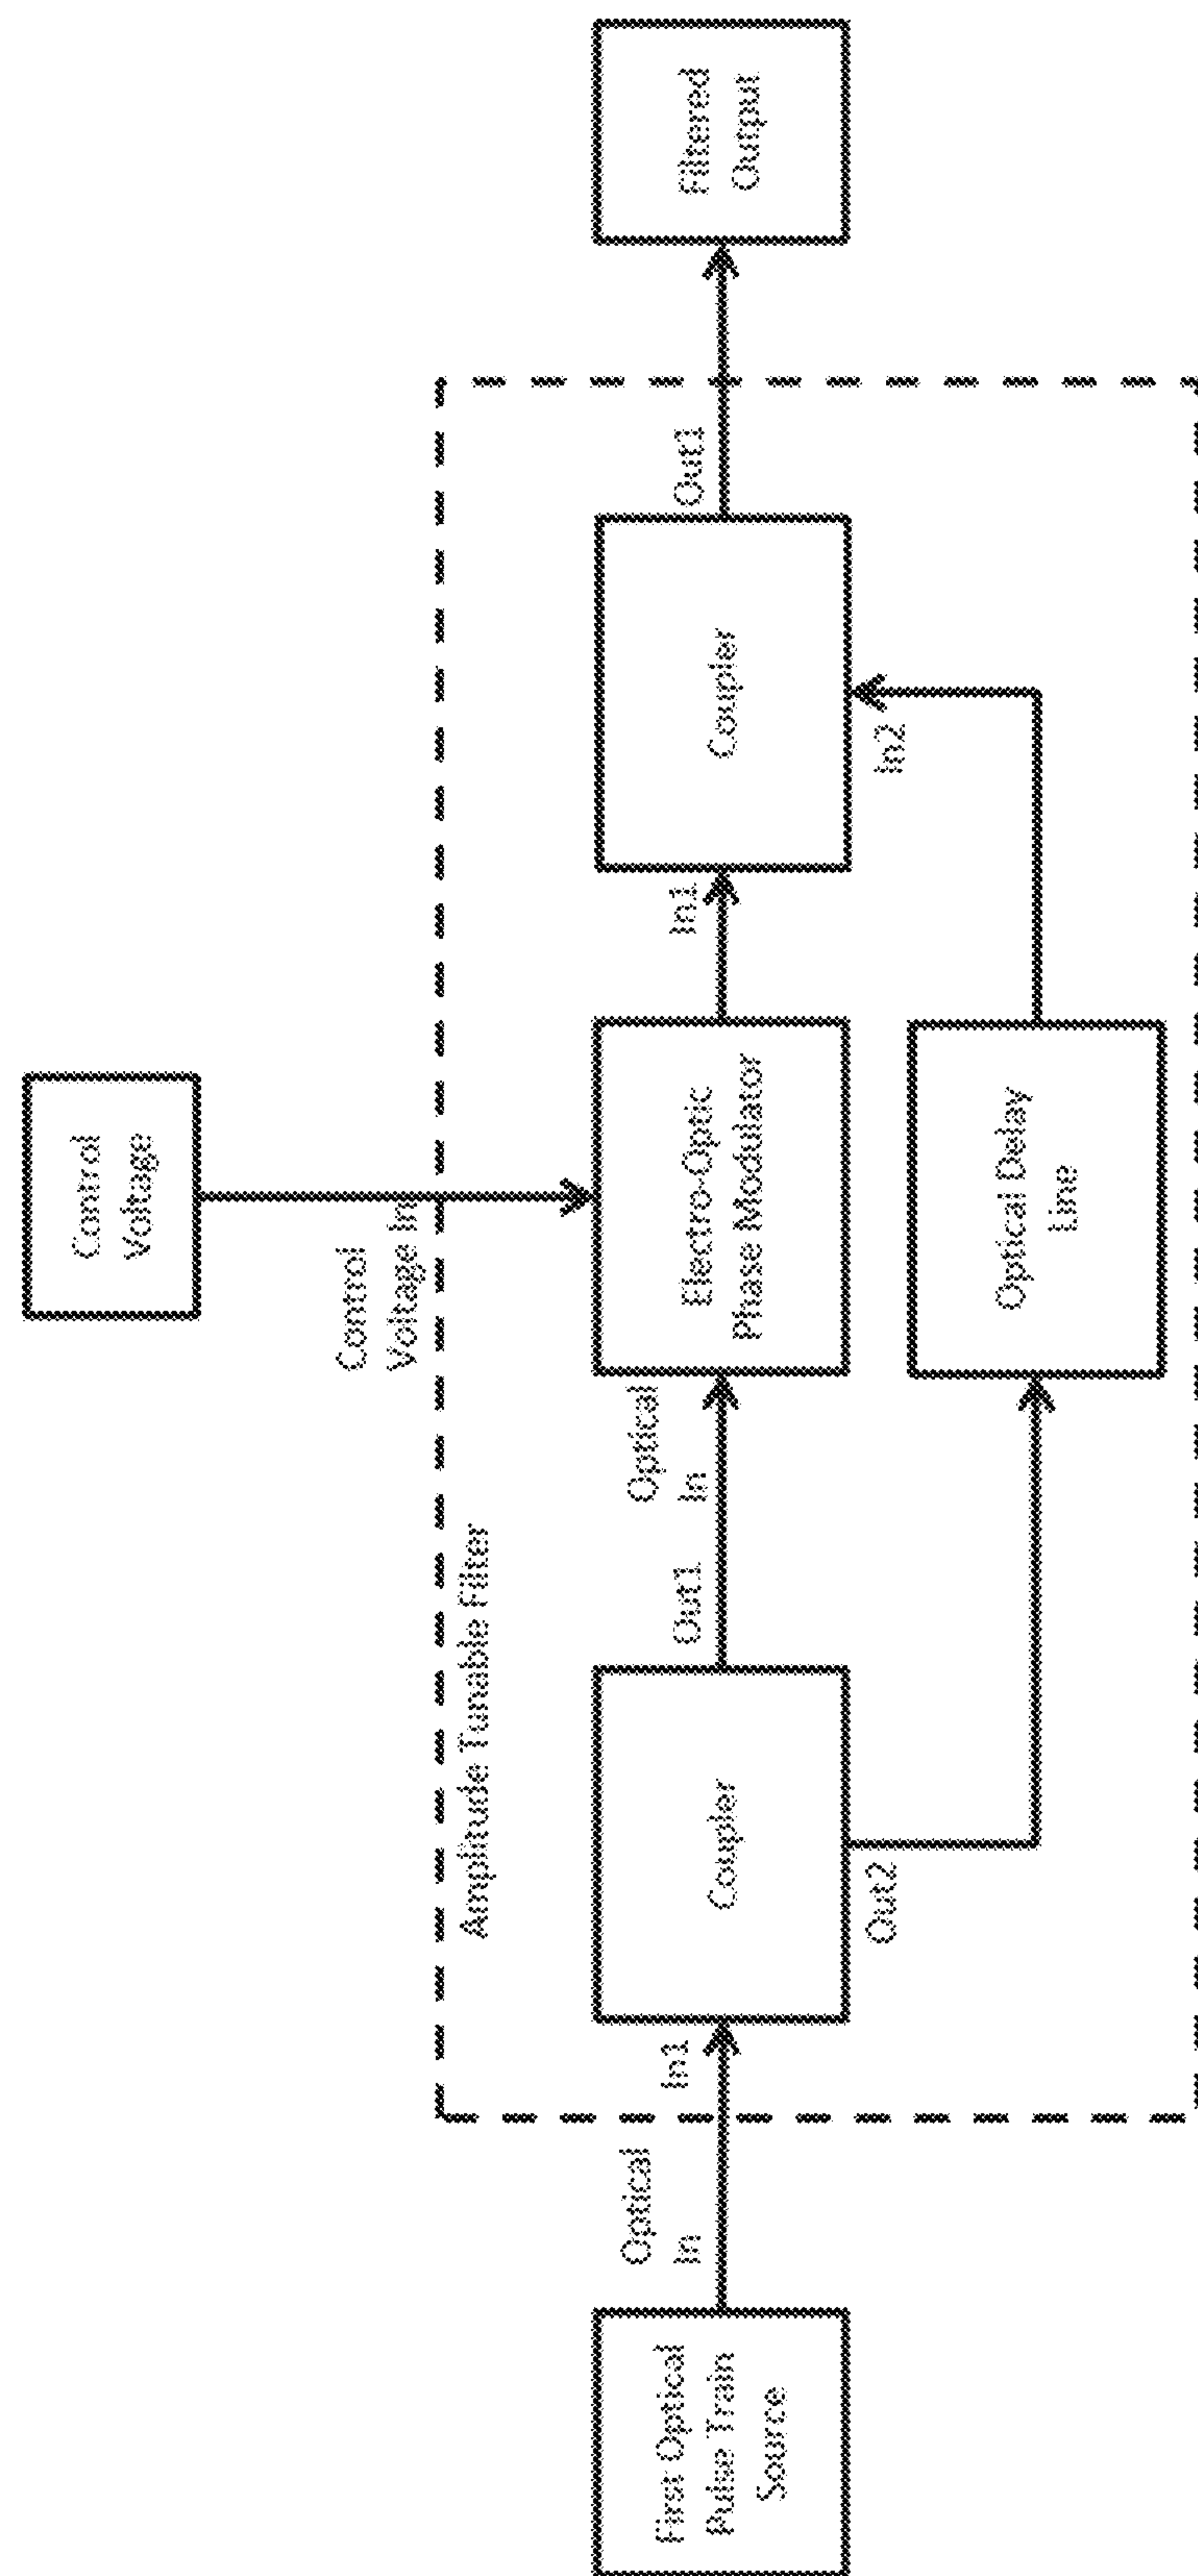 Control
Voltage
Control
Voltage In
Amplitude Tunable Filter
First Optical
Pulse Train
Source
Optical
In
In1
Coupler
Out1
Out2
Optical
In
Electro-Optic
Phase Modulator
Optical Delay
Line
In1
In2
Coupler
Out1
Filtered
Output